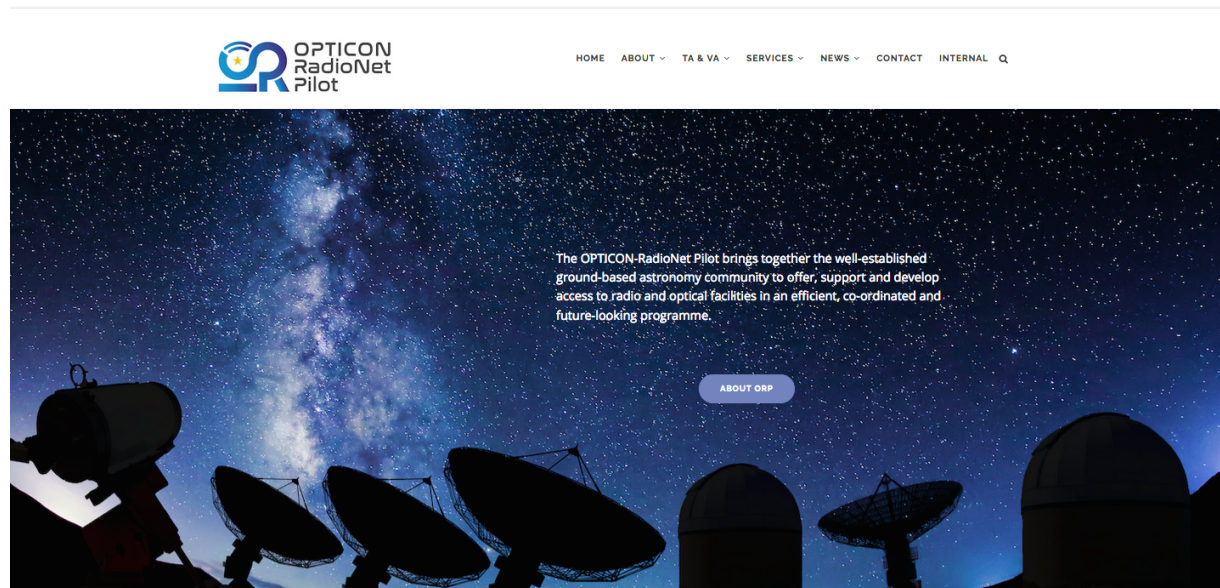 OPTICON
RadioNet
Pilot
HOME ABOUT TA & VA SERVICES NEWS CONTACT INTERNAL
The OPTICON-RadioNet Pilot brings together the well-established
ground-based astronomy community to offer, support and develop
access to radio and optical facilities in an efficient, co-ordinated and
future-looking programme.
ABOUT ORP